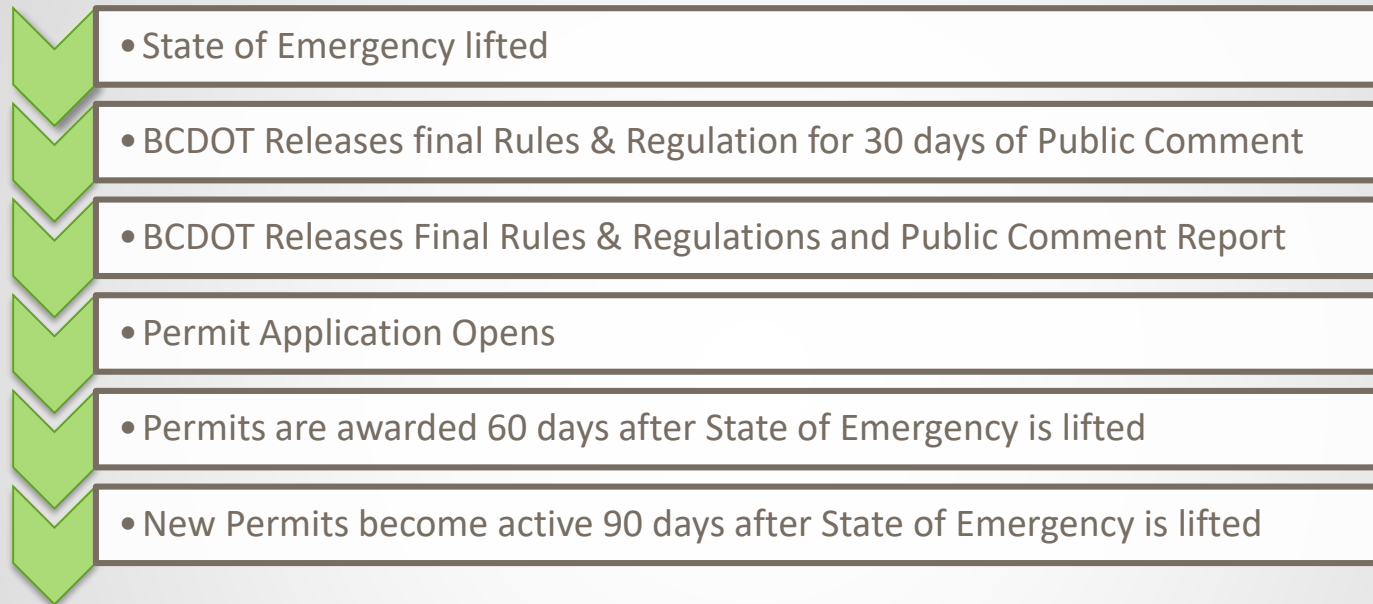 • State of Emergency lifted
• BCDOT Releases final Rules & Regulation for 30 days of Public Comment
• BCDOT Releases Final Rules & Regulations and Public Comment Report
• Permit Application Opens
• Permits are awarded 60 days after State of Emergency is lifted
• New Permits become active 90 days after State of Emergency is lifted